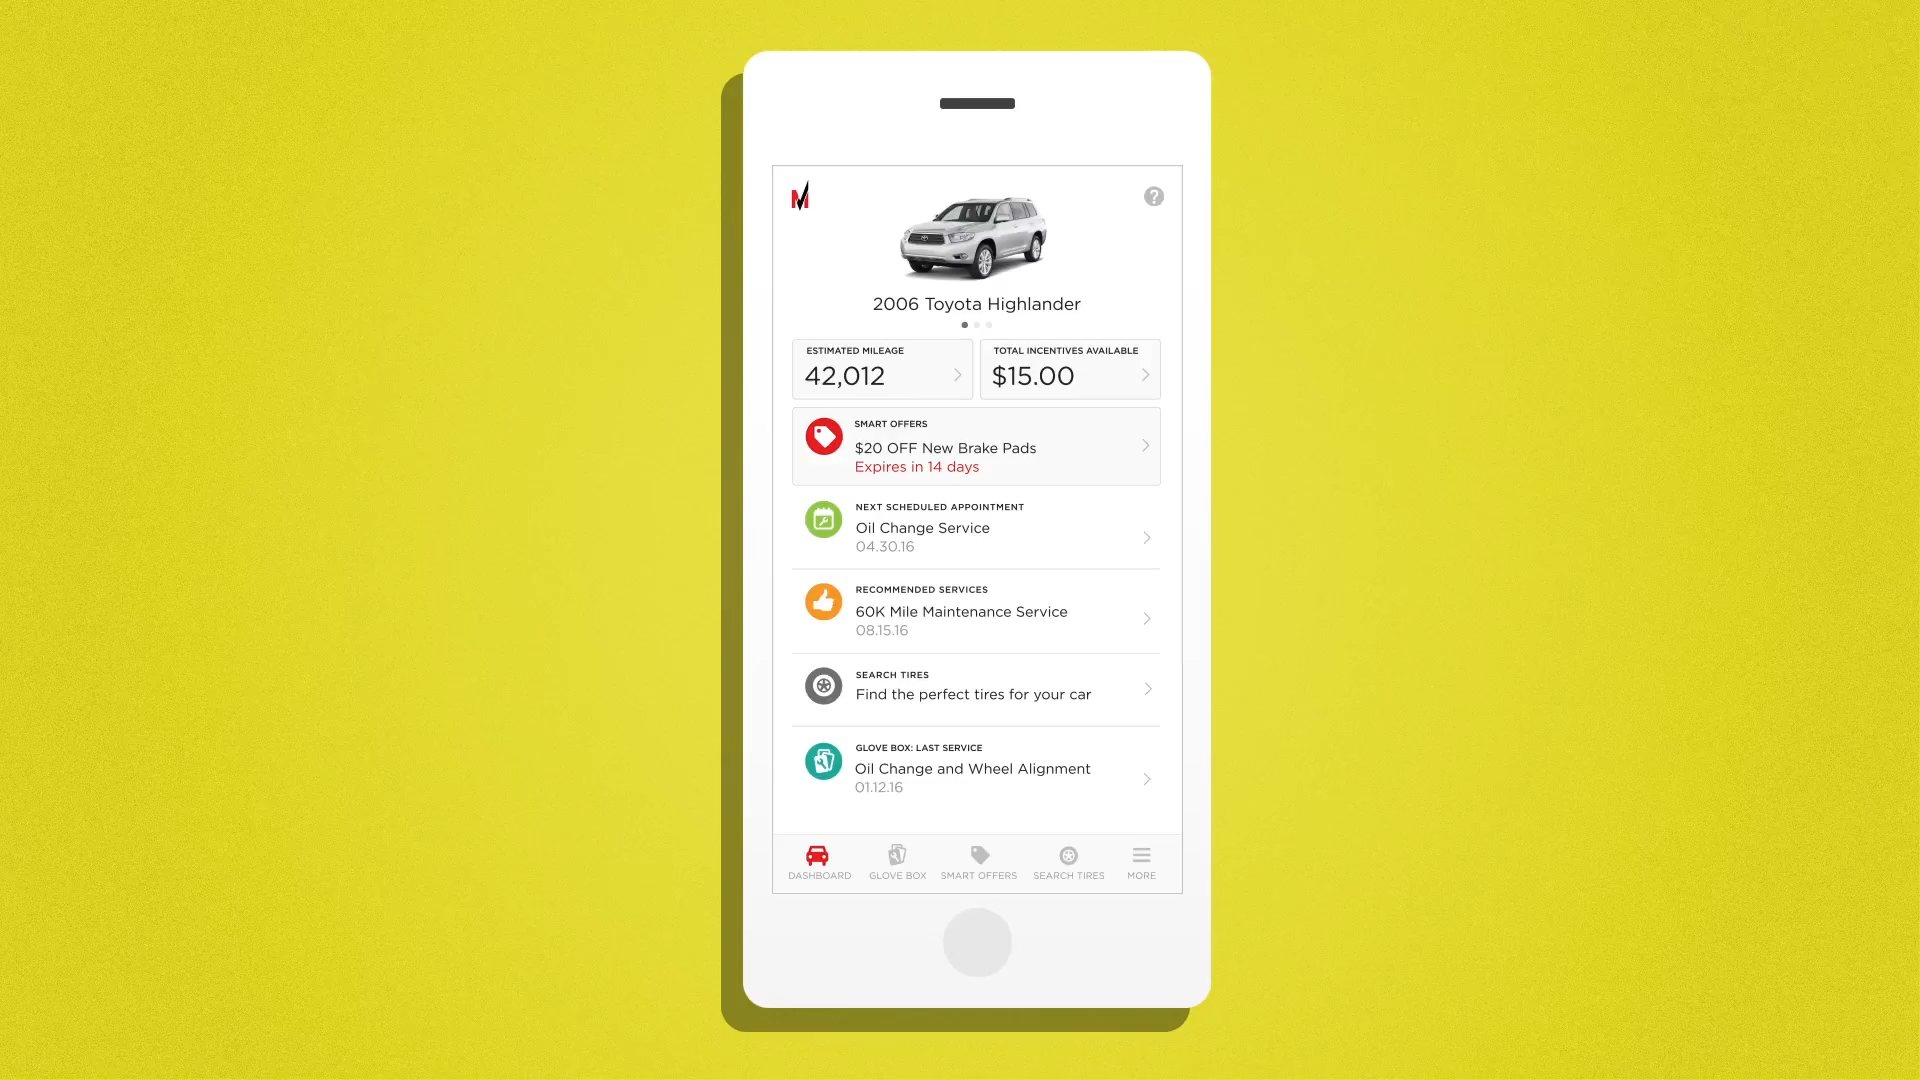 M
?
2006 Toyota Highlander
ESTIMATED MILEAGE
42,012
TOTAL INCENTIVES AVAILABLE
$15.00
SMART OFFERS
$20 OFF New Brake Pads
Expires in 14 days
NEXT SCHEDULED APPOINTMENT
Oil Change Service
04.30.16
RECOMMENDED SERVICES
60K Mile Maintenance Service
08.15.16
SEARCH TIRES
Find the perfect tires for your car
GLOVE BOX: LAST SERVICE
Oil Change and Wheel Alignment
01.12.16
DASHBOARD GLOVE BOX SMART OFFERS SEARCH TIRES MORE